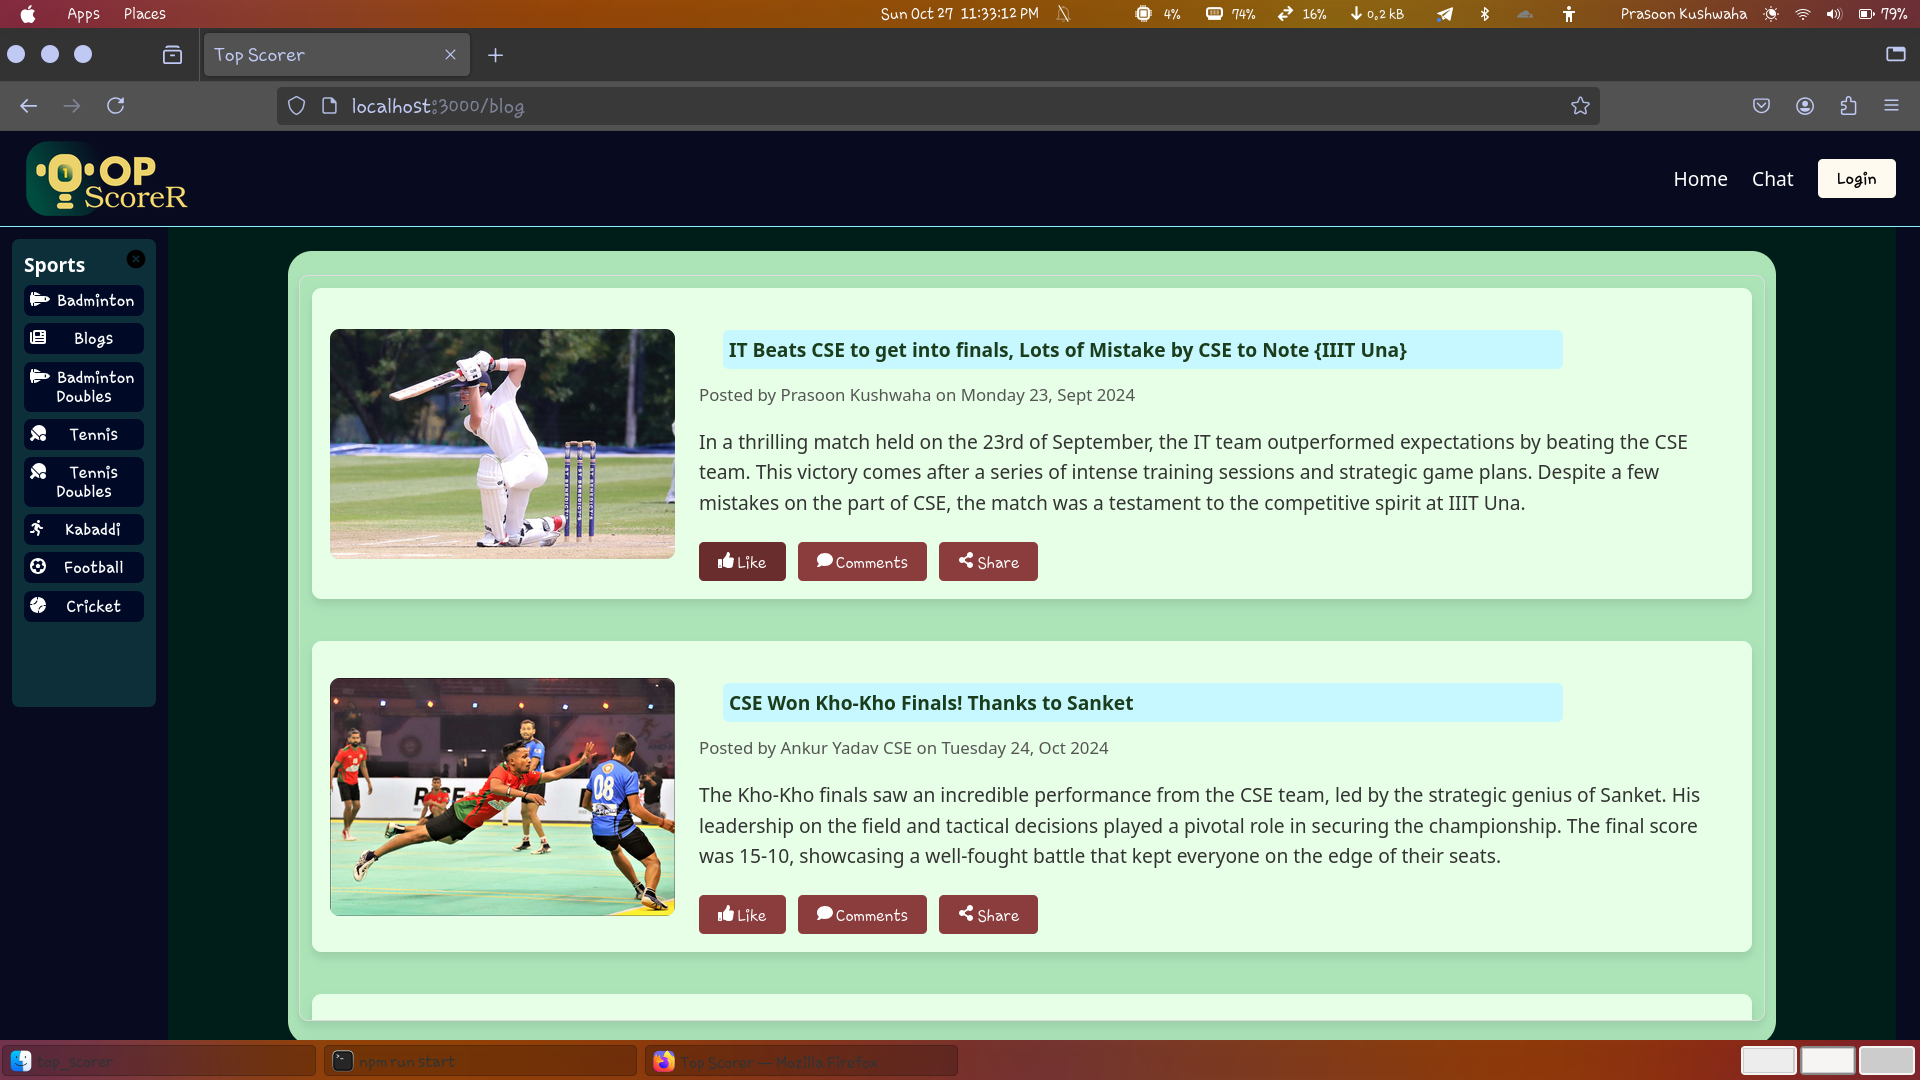 Apps Places Sun Oct 27 11:33:12 PM 4% 74% 16% 0,2 kB Prasoon Kushwaha 79%
Top Scorer
localhost:3000/blog
1 OP
ScoreR
Home Chat Login
Sports
Badminton
Blogs
Badminton
Doubles
Tennis
Tennis
Doubles
Kabaddi
Football
Cricket
IT Beats CSE to get into finals, Lots of Mistake by CSE to Note {IIIT Una}
Posted by Prasoon Kushwaha on Monday 23, Sept 2024
In a thrilling match held on the 23rd of September, the IT team outperformed expectations by beating the CSE
team. This victory comes after a series of intense training sessions and strategic game plans. Despite a few
mistakes on the part of CSE, the match was a testament to the competitive spirit at IIIT Una.
Like Comments Share
08
CSE Won Kho-Kho Finals! Thanks to Sanket
Posted by Ankur Yadav CSE on Tuesday 24, Oct 2024
The Kho-Kho finals saw an incredible performance from the CSE team, led by the strategic genius of Sanket. His
leadership on the field and tactical decisions played a pivotal role in securing the championship. The final score
was 15-10, showcasing a well-fought battle that kept everyone on the edge of their seats.
Like Comments Share
top_scorer npm run start Top Scorer — Mozilla Firefox